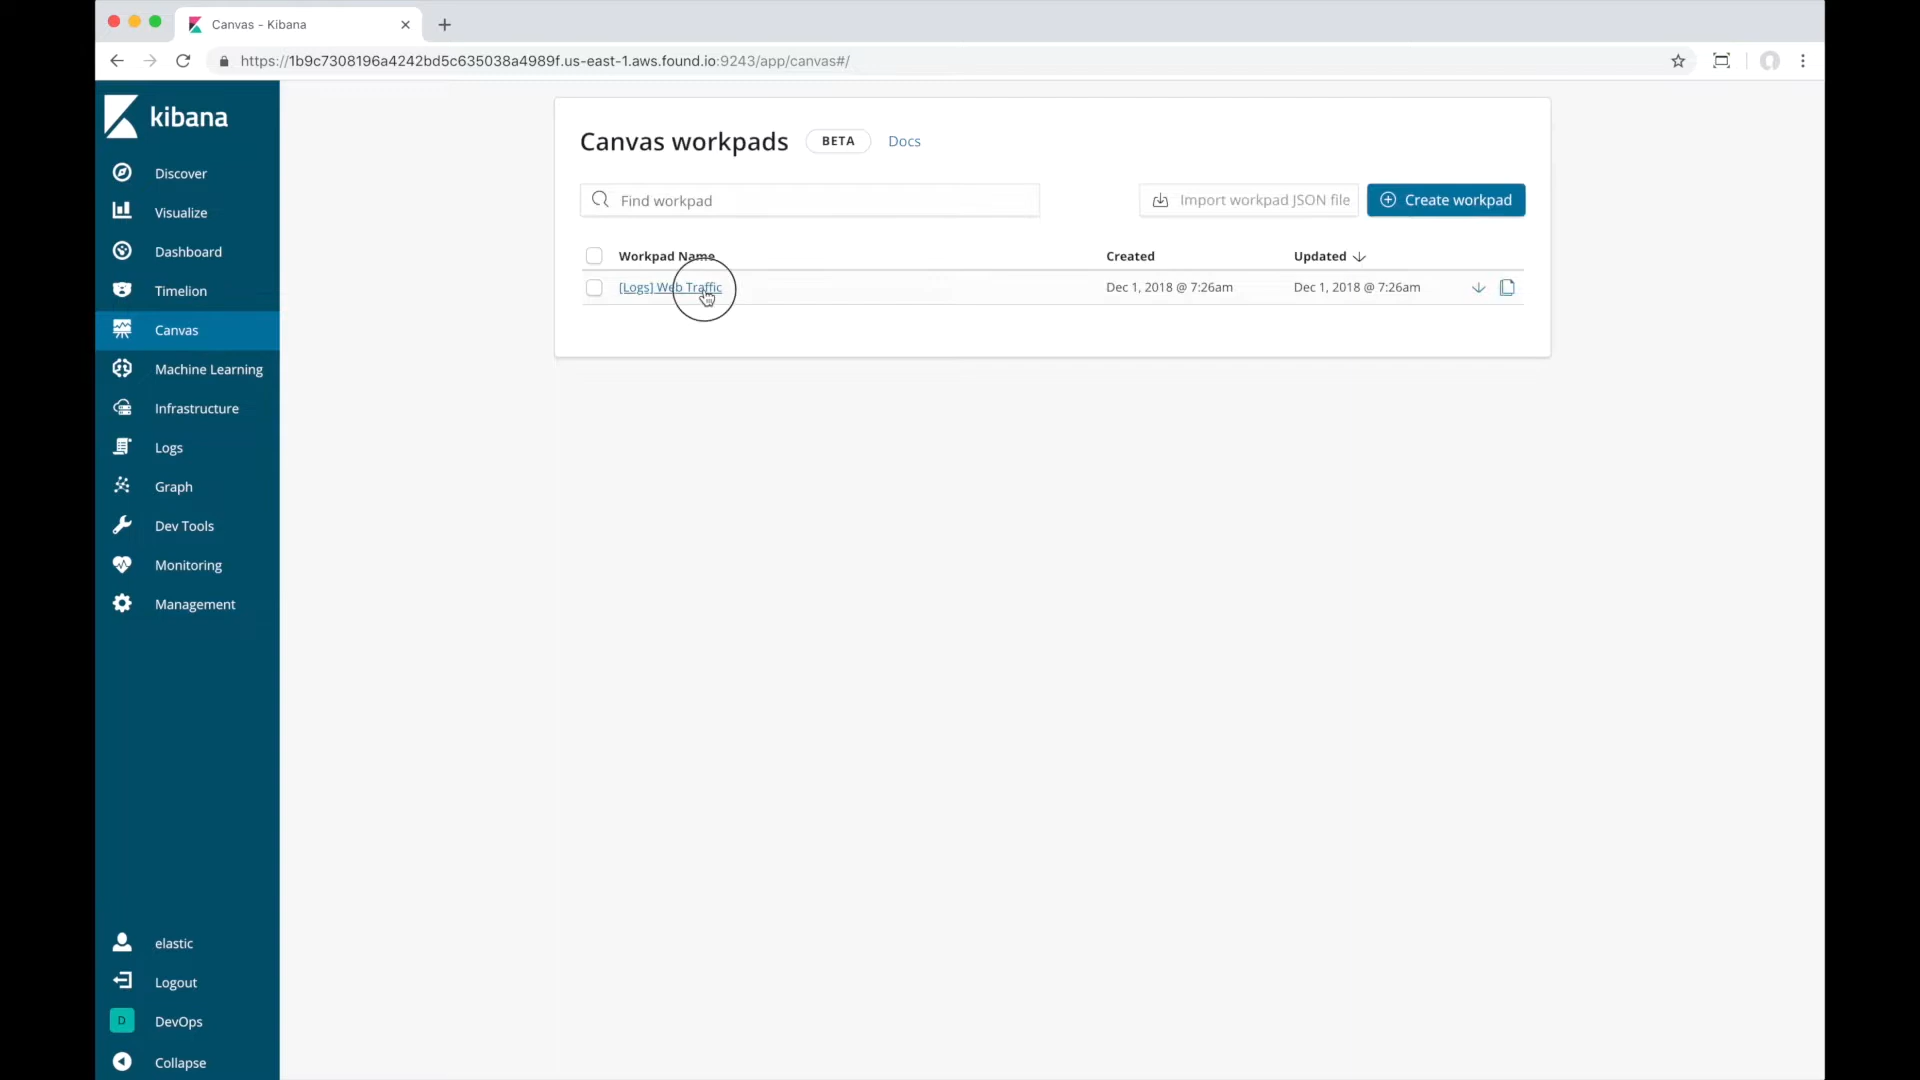 Canvas - Kibana
https://1b9c7308196a4242bd5c635038a4989f.us-east-1.aws.found.io:9243/app/canvas#/
kibana
Discover
Visualize
Dashboard
Timelion
Canvas
Machine Learning
Infrastructure
Logs
Graph
Dev Tools
Monitoring
Management
elastic
Logout
D DevOps
Collapse
Canvas workpads BETA Docs
Find workpad Import workpad JSON file Create workpad
Workpad Name Created Updated
[Logs] Web Traffic Dec 1, 2018 @ 7:26am Dec 1, 2018 @ 7:26am